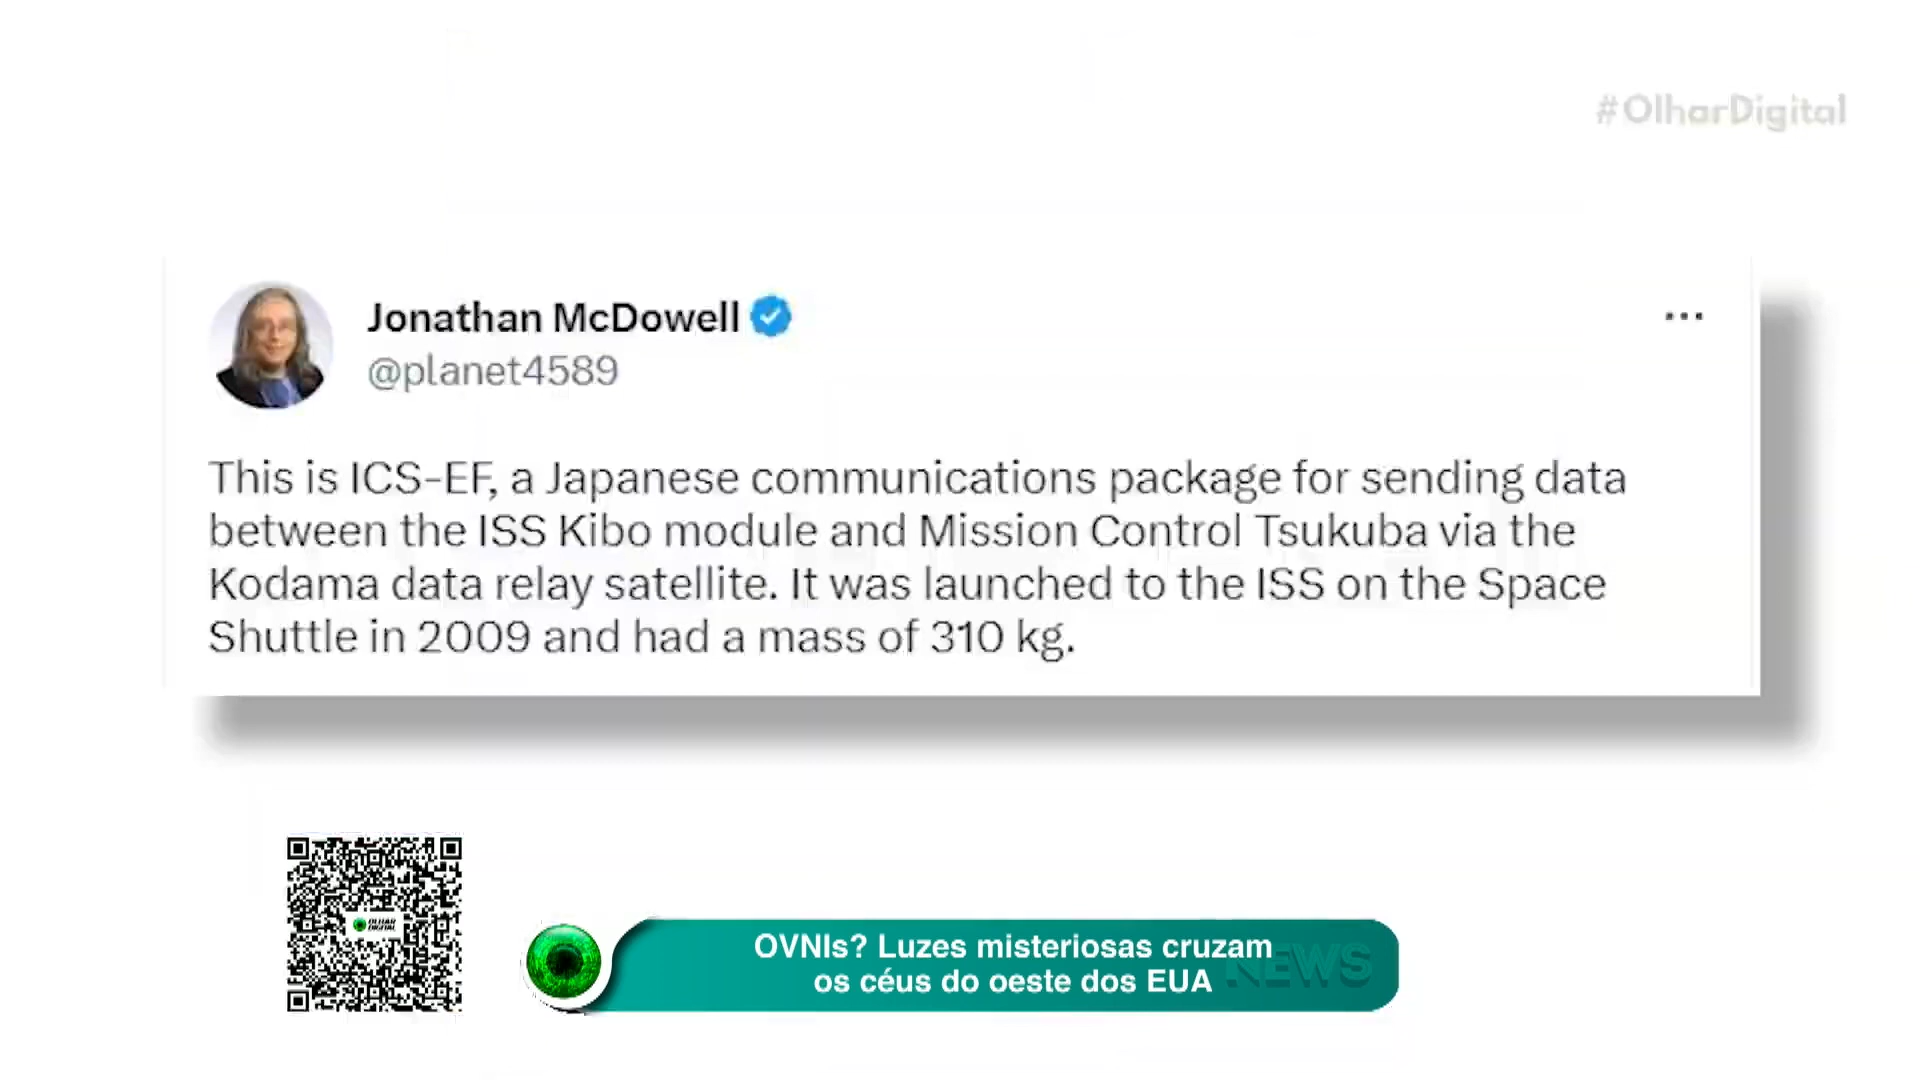 #OlharDigital
Jonathan McDowell
@planet4589
This is ICS-EF, a Japanese communications package for sending data
between the ISS Kibo module and Mission Control Tsukuba via the
Kodama data relay satellite. It was launched to the ISS on the Space
Shuttle in 2009 and had a mass of 310 kg.
OLHAR
DIGITAL
OVNIs? Luzes misteriosas cruzam
os céus do oeste dos EUA
NEWS